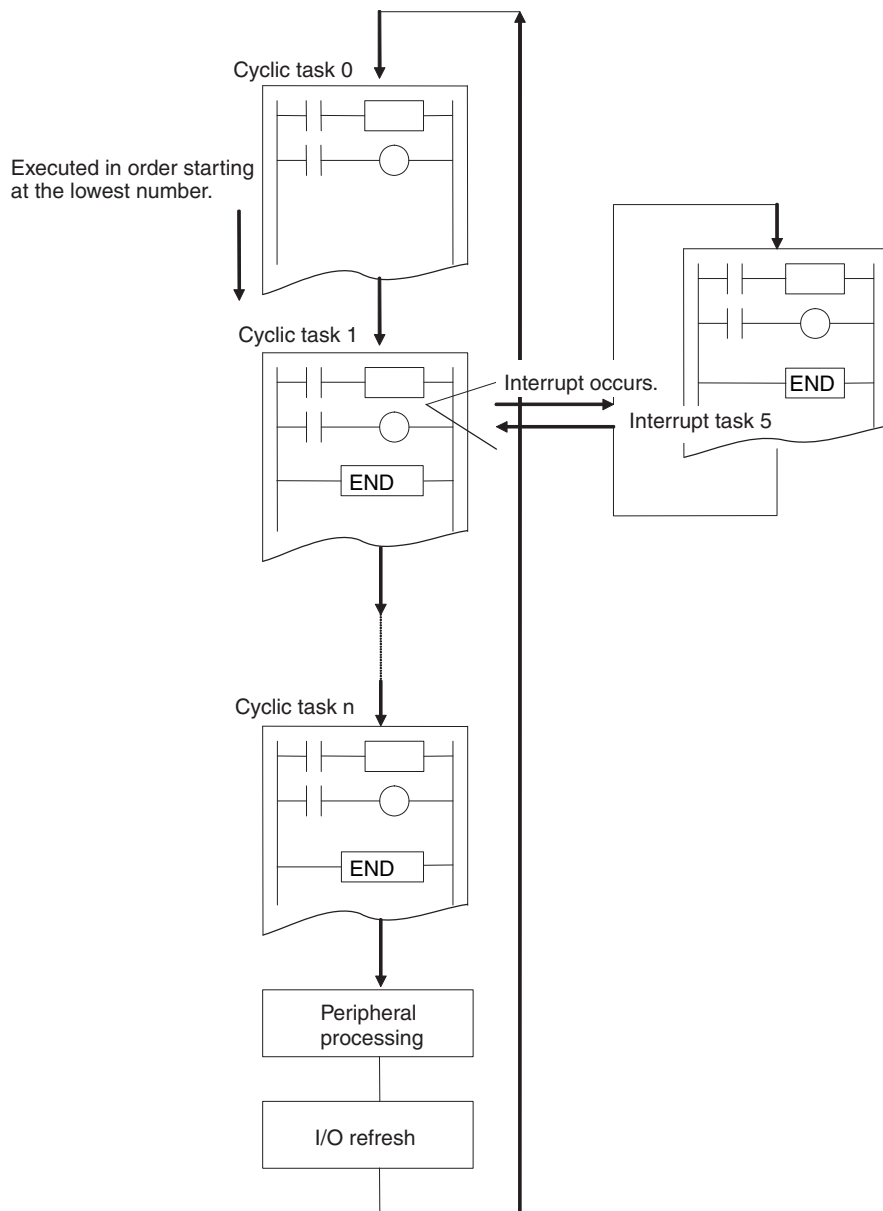 Cyclic task 0
Executed in order starting
at the lowest number.
Cyclic task 1
END
Interrupt occurs.
Interrupt task 5
END
Cyclic task n
END
Peripheral
processing
I/O refresh